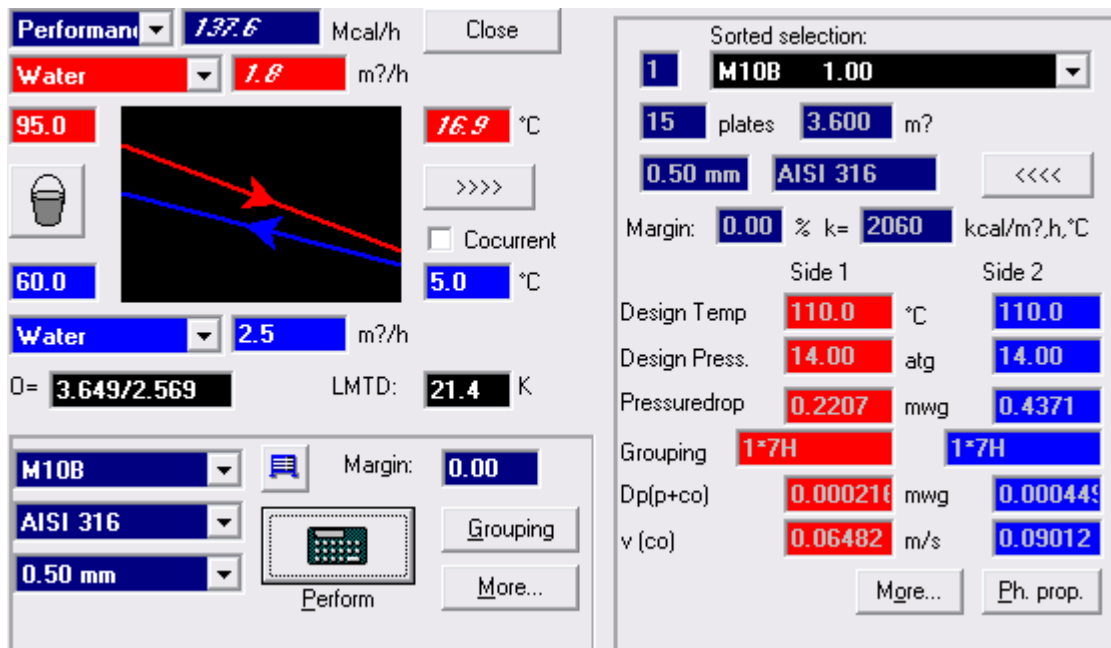 Performan 137.6 Mcal/h Close
Water 1.8 m?/h
95.0 16.9 °C
>>>>
Cocurrent
60.0 5.0 °C
Water 2.5 m?/h
O= 3.649/2.569 LMTD: 21.4 K
M10B Margin: 0.00
AISI 316 Grouping
0.50 mm More...
Perform
Sorted selection:
1 M10B 1.00
15 plates 3.600 m?
0.50 mm AISI 316 <<<<
Margin: 0.00 % k= 2060 kcal/m?,h,°C
Side 1 Side 2
Design Temp 110.0 °C 110.0
Design Press. 14.00 atg 14.00
Pressuredrop 0.2207 mwg 0.4371
Grouping 1*7H 1*7H
Dp(p+co) 0.000216 mwg 0.000449
v (co) 0.06482 m/s 0.09012
More... Ph. prop.